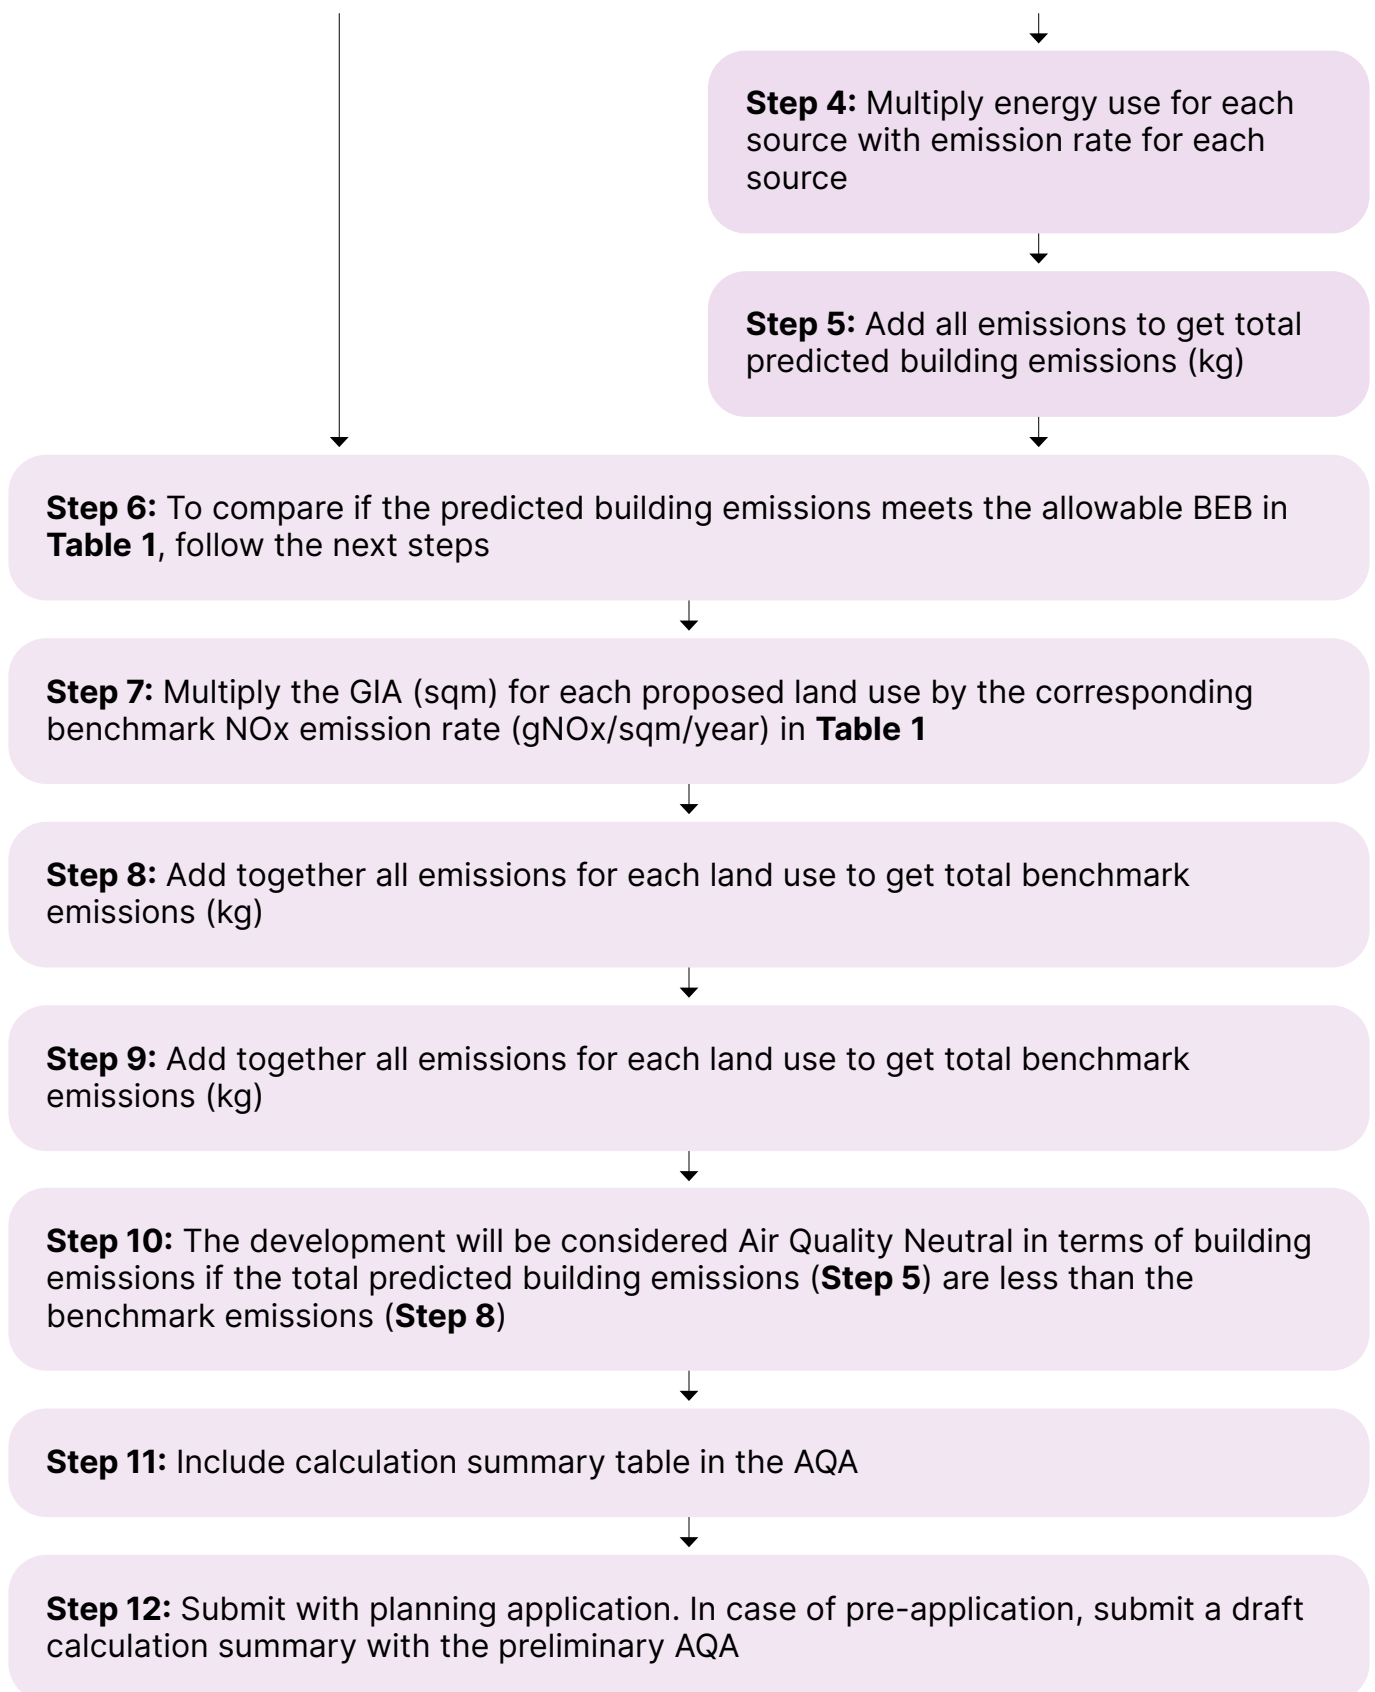 Step 4: Multiply energy use for each
source with emission rate for each
source
Step 5: Add all emissions to get total
predicted building emissions (kg)
Step 6: To compare if the predicted building emissions meets the allowable BEB in
Table 1, follow the next steps
Step 7: Multiply the GIA (sqm) for each proposed land use by the corresponding
benchmark NOx emission rate (gNOx/sqm/year) in Table 1
Step 8: Add together all emissions for each land use to get total benchmark
emissions (kg)
Step 9: Add together all emissions for each land use to get total benchmark
emissions (kg)
Step 10: The development will be considered Air Quality Neutral in terms of building
emissions if the total predicted building emissions (Step 5) are less than the
benchmark emissions (Step 8)
Step 11: Include calculation summary table in the AQA
Step 12: Submit with planning application. In case of pre-application, submit a draft
calculation summary with the preliminary AQA